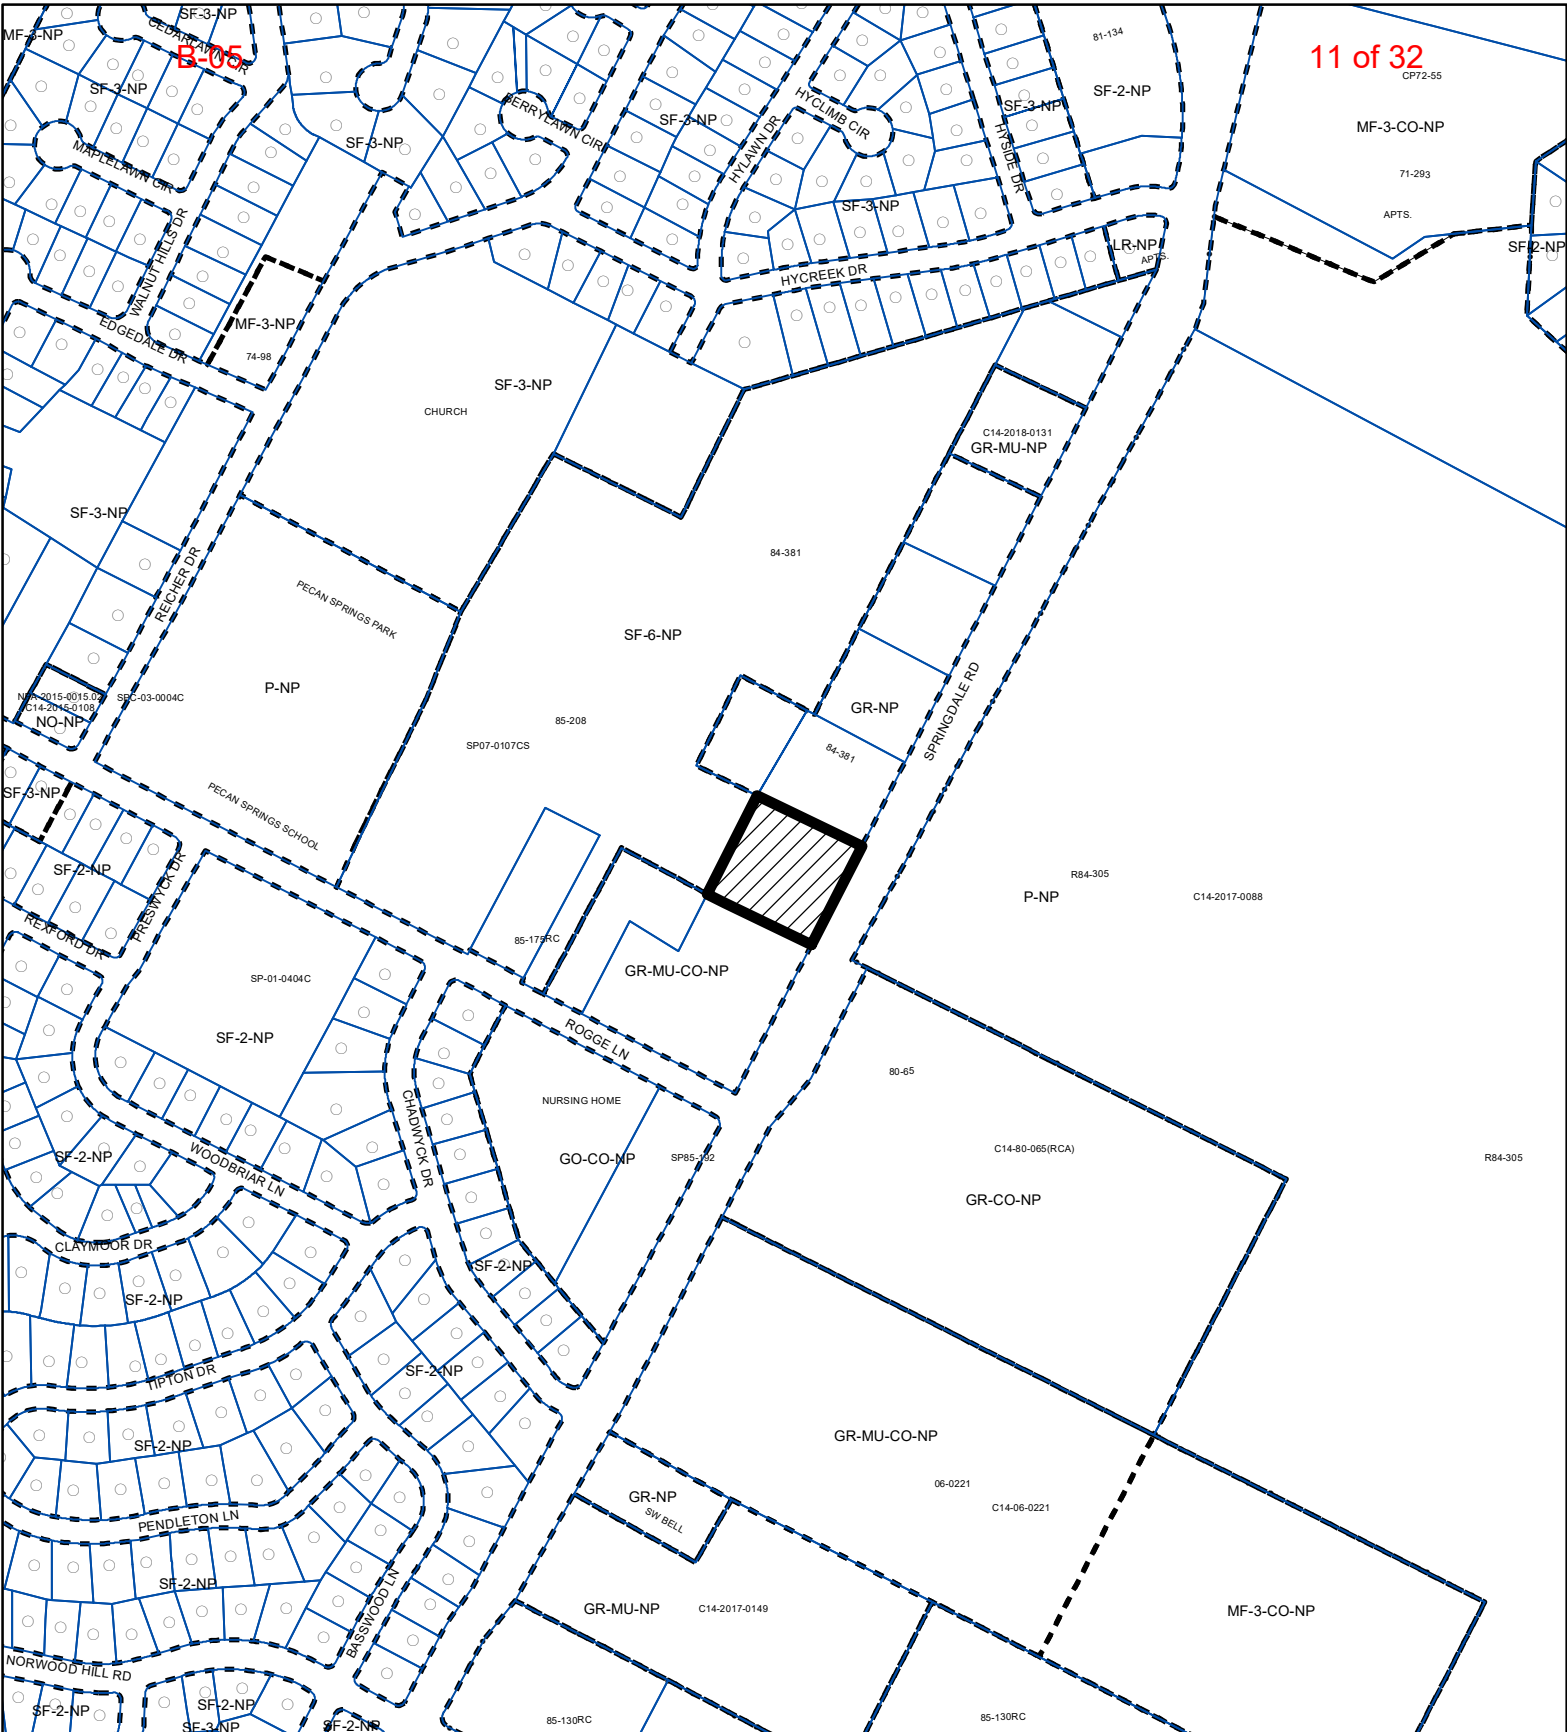 SF-3-NP
MF-3-NP
CEDARLAWN CIR
B-05
11 of 32
81-134
CP72-55
SF-3-NP
SF-2-NP
BERRYLAWN CIR
HYCLIMB CIR
SF-3-NP
SF-3-NP
MF-3-CO-NP
SF-3-NP
HYLAWN DR
HYSIDE DR
MAPLELAWN CIR
71-293
SF-3-NP
APTS.
WALNUT HILLS DR
LR-NP
APTS.
SF-2-NP
HYCREEK DR
MF-3-NP
EDGEDALE DR
74-98
SF-3-NP
CHURCH
C14-2018-0131
GR-MU-NP
SF-3-NP
84-381
REICHER DR
PECAN SPRINGS PARK
SF-6-NP
P-NP
NPA-2015-0015.02
SPC-03-0004C
C14-2015-0108
NO-NP
GR-NP
SPRINGDALE RD
85-208
SP07-0107CS
84-381
SF-3-NP
PECAN SPRINGS SCHOOL
SF-2-NP
PRESWYCK DR
R84-305
P-NP
C14-2017-0088
REXFORD DR
85-175RC
GR-MU-CO-NP
SP-01-0404C
SF-2-NP
ROGGE LN
80-65
NURSING HOME
CHADWYCK DR
C14-80-065(RCA)
SF-2-NP
WOODBRIAR LN
GO-CO-NP
SP85-192
R84-305
GR-CO-NP
CLAYMOOR DR
SF-2-NP
SF-2-NP
TIPTON DR
SF-2-NP
SF-2-NP
GR-MU-CO-NP
06-0221
C14-06-0221
GR-NP
SW BELL
PENDLETON LN
SF-2-NP
BASSWOOD LN
GR-MU-NP
C14-2017-0149
MF-3-CO-NP
NORWOOD HILL RD
SF-2-NP
SF-2-NP
SF-3-NP
SF-2-NP
85-130RC
85-130RC